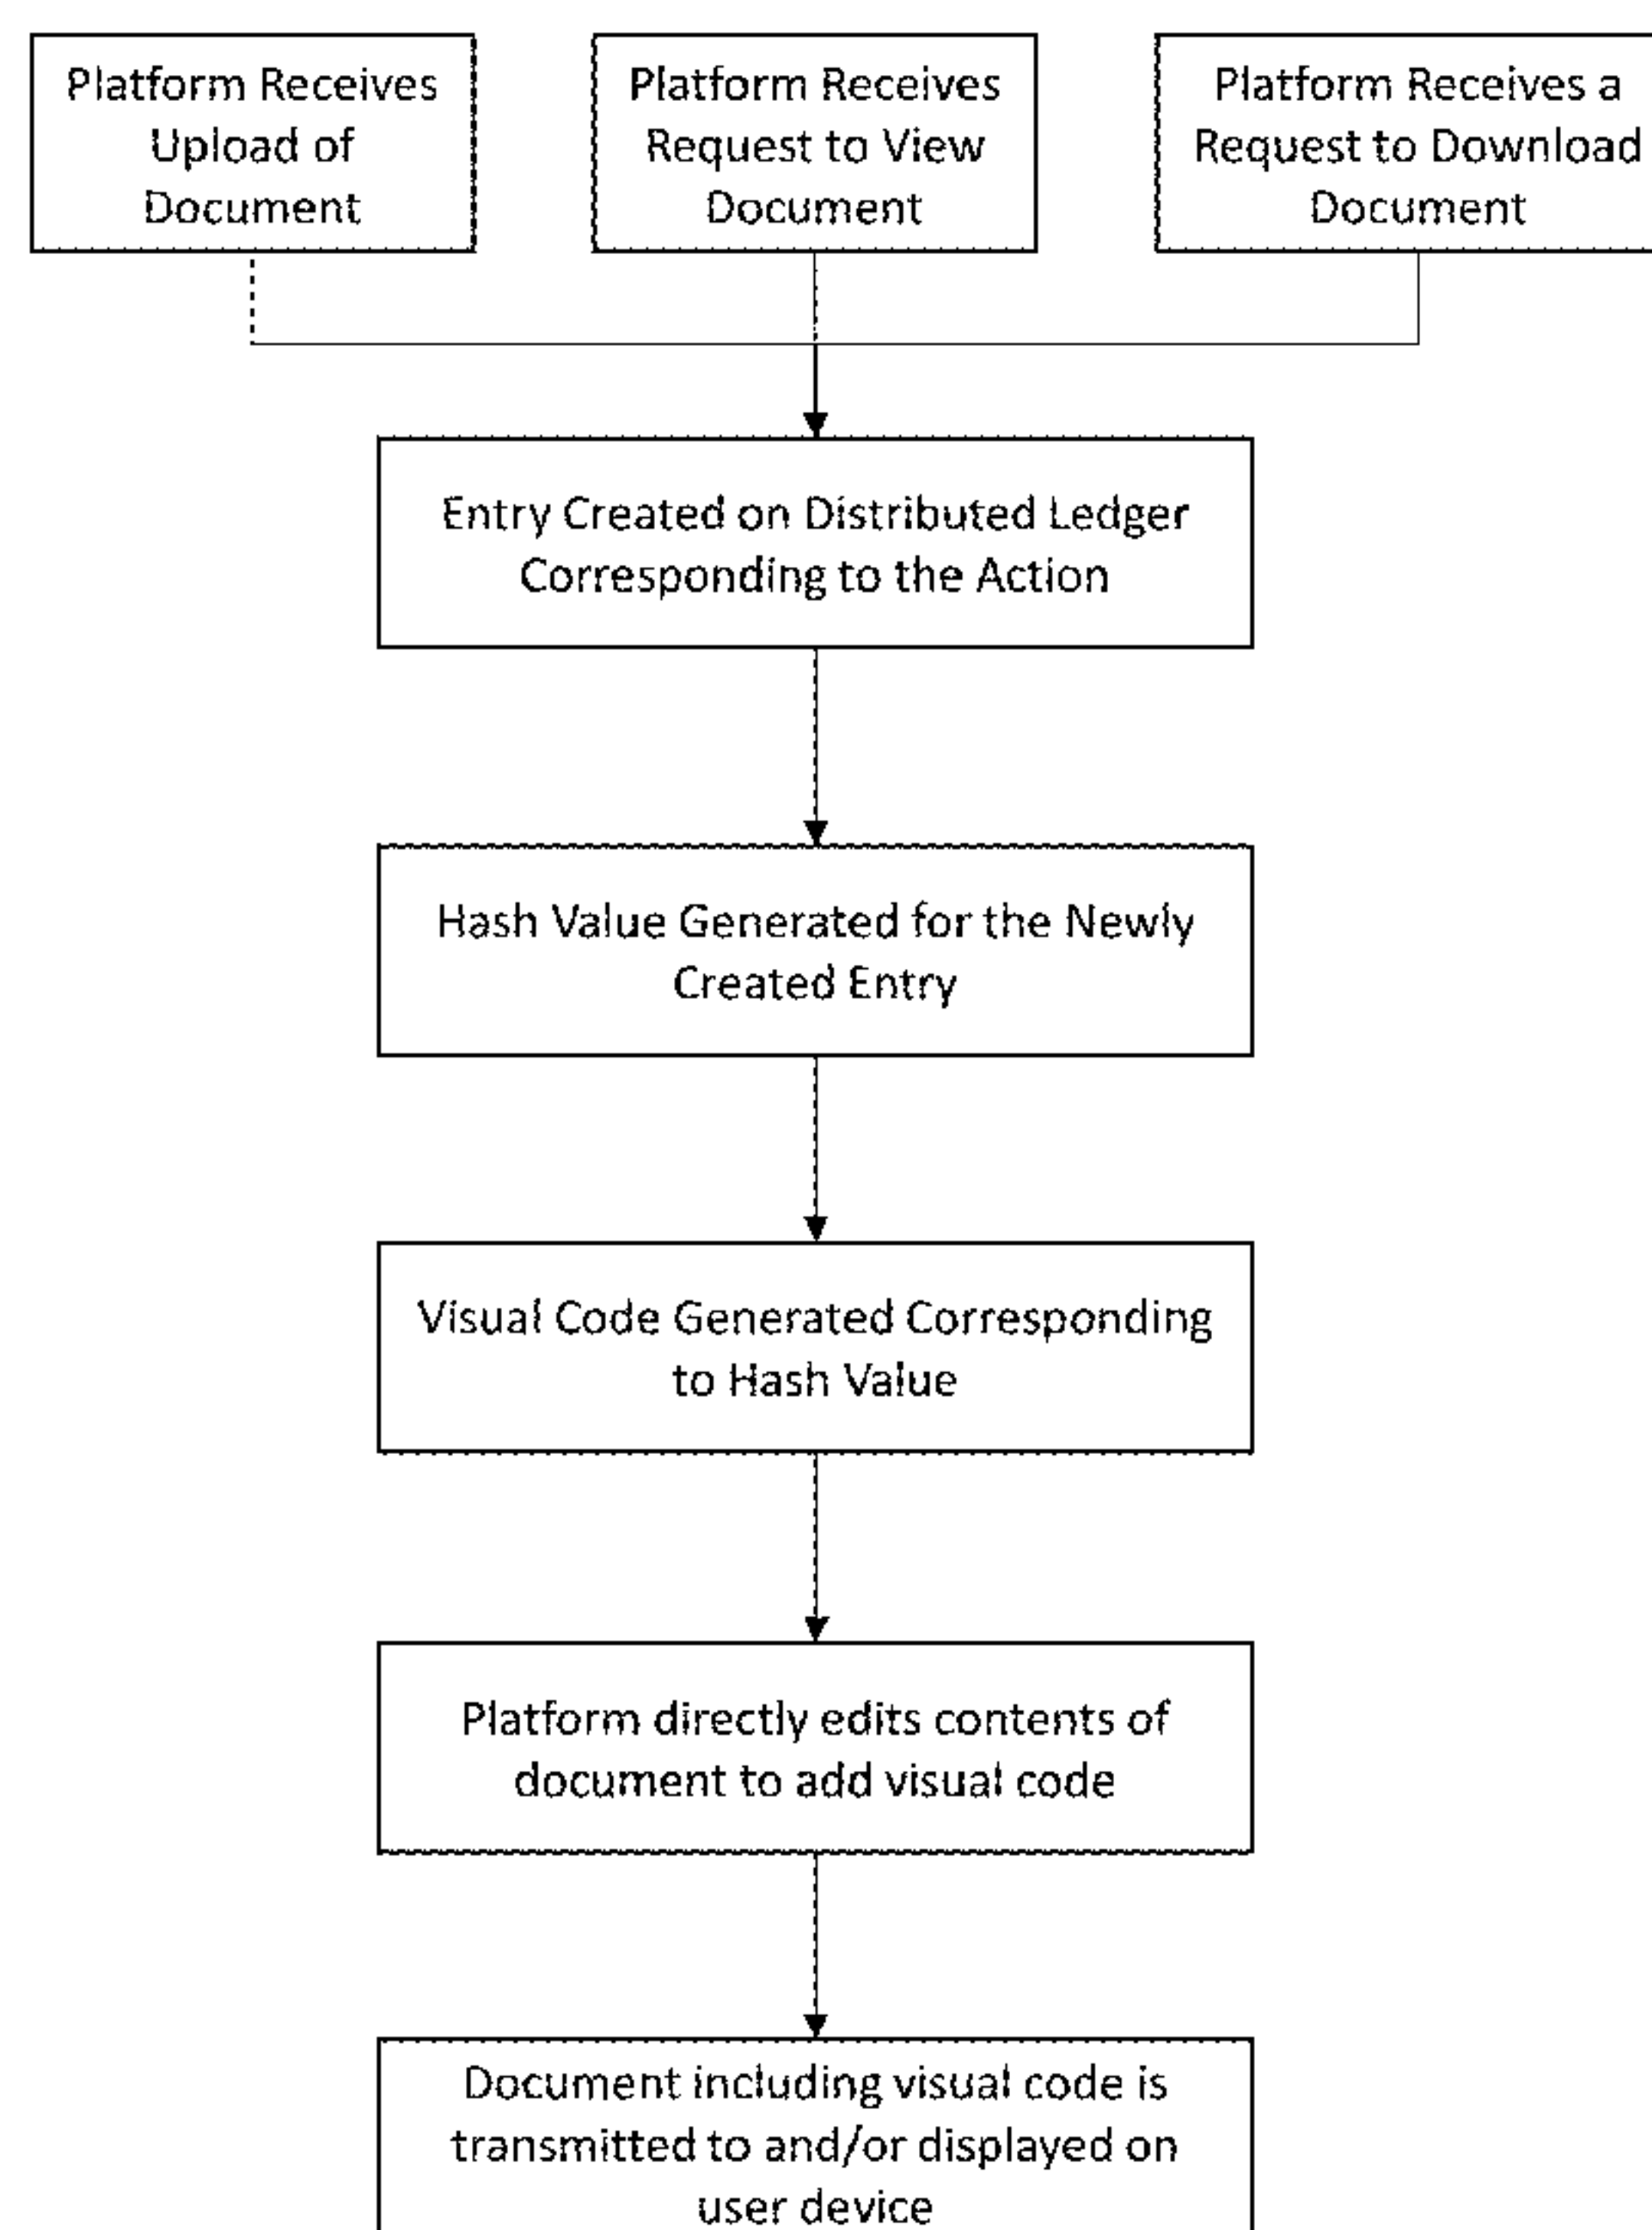 Platform Receives
Upload of
Document
Platform Receives
Request to View
Document
Platform Receives a
Request to Download
Document
Entry Created on Distributed Ledger
Corresponding to the Action
Hash Value Generated for the Newly
Created Entry
Visual Code Generated Corresponding
to Hash Value
Platform directly edits contents of
document to add visual code
Document including visual code is
transmitted to and/or displayed on
user device